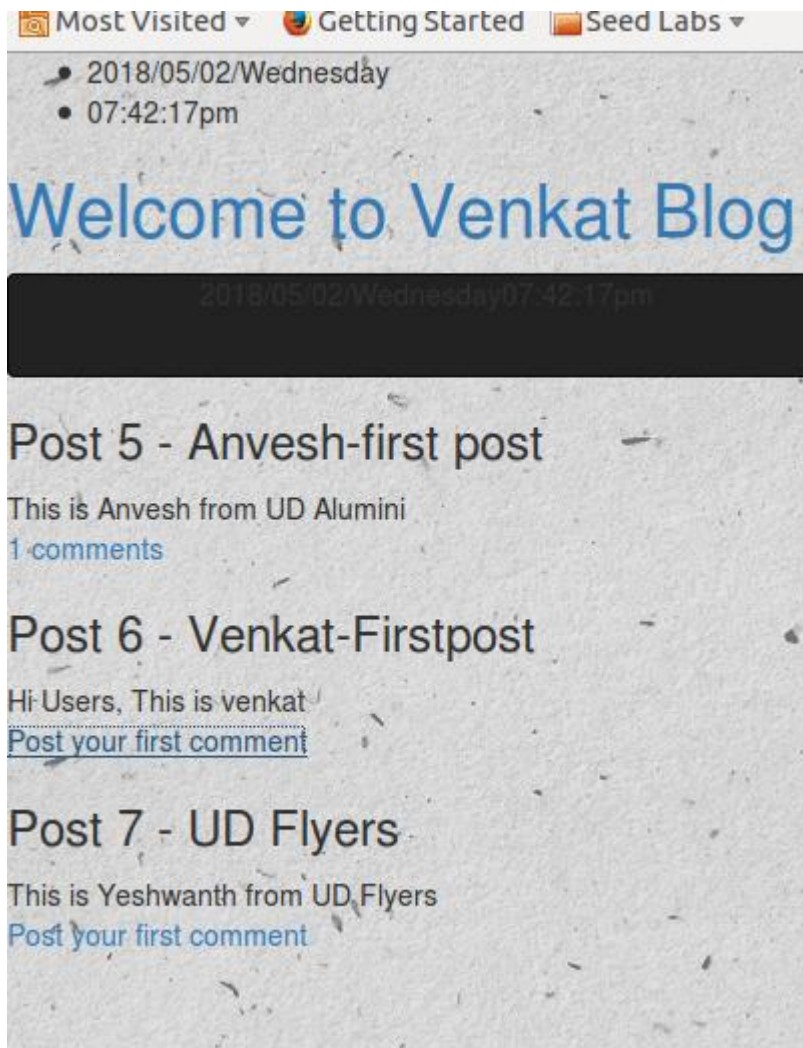 Most Visited Getting Started Seed Labs
2018/05/02/Wednesday
07:42:17pm
Welcome to Venkat Blog
2018/05/02/Wednesday07:42:17pm
Post 5 - Anvesh-first post
This is Anvesh from UD Alumini
1 comments
Post 6 - Venkat-Firstpost
Hi Users, This is venkat
Post your first comment
Post 7 - UD Flyers
This is Yeshwanth from UD Flyers
Post your first comment